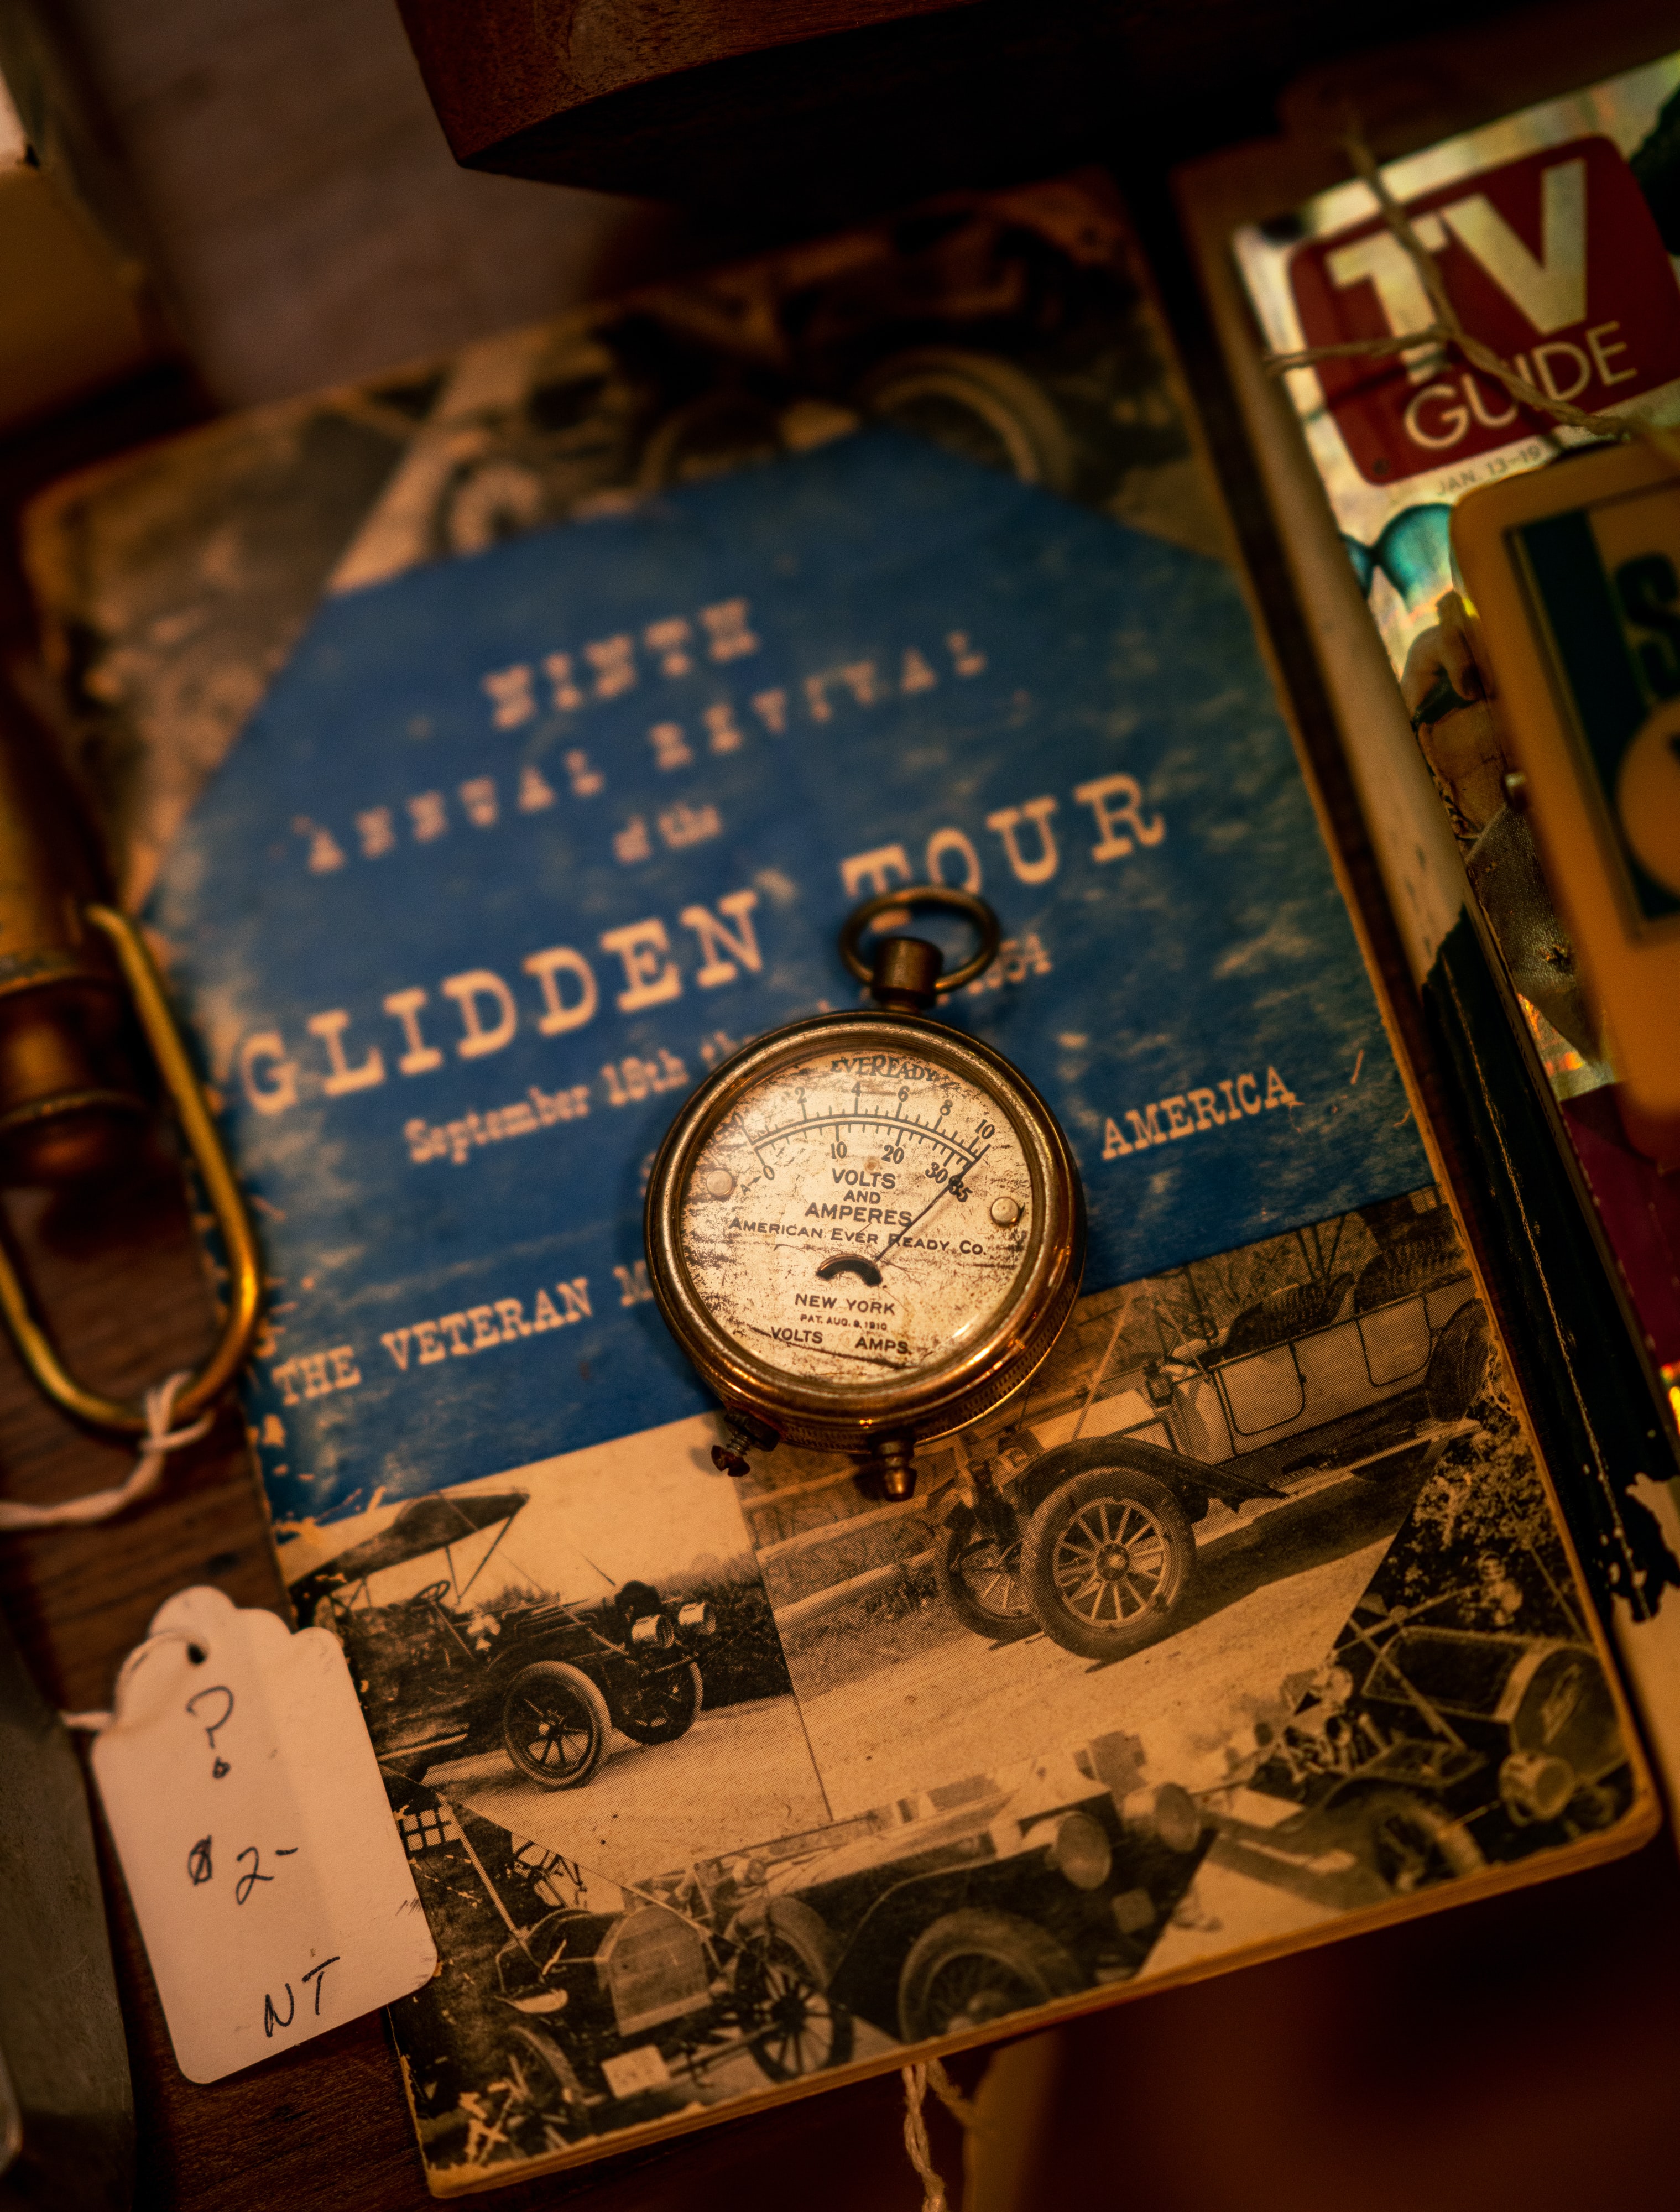 TV
GUIDE
JAN. 13-19
NINTH
ANNUAL REVIVAL
of the
GLIDDEN TOUR
September 18th
AMERICA
THE VETERAN
EVEREADY
2 4 6 8 10
0 10 20 30 35
VOLTS
AND
AMPERES
AMERICAN EVER READY CO.
NEW YORK
PAT. AUG. 9, 1910
VOLTS AMPS.
?
$ 2-
NT